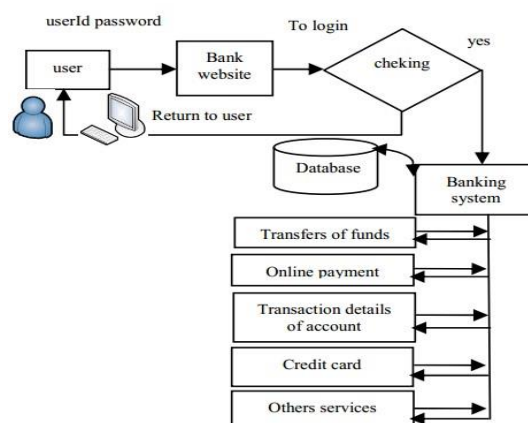 userId password
To login
user
Bank
website
cheking
yes
Return to user
Database
Banking
system
Transfers of funds
Online payment
Transaction details
of account
Credit card
Others services